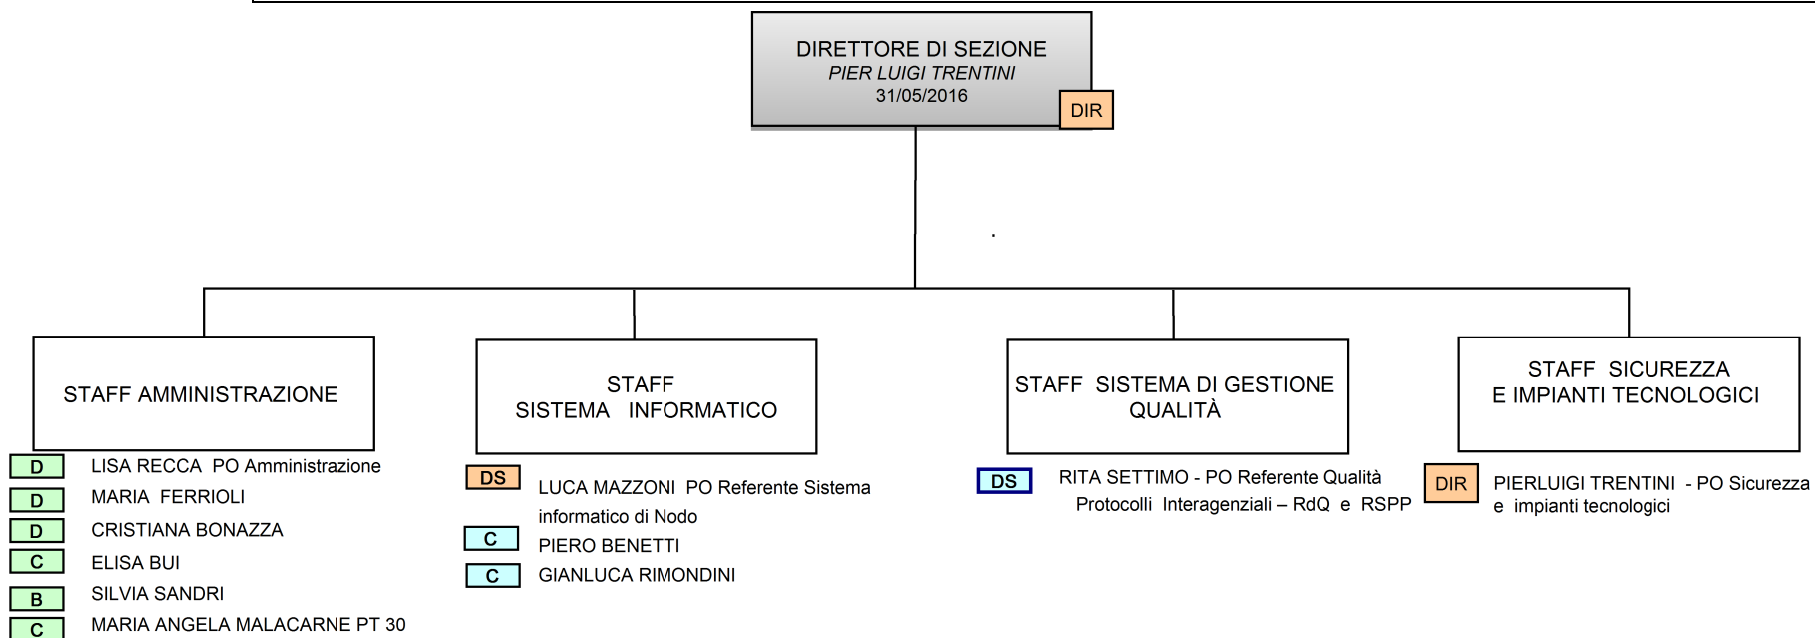 DIRETTORE DI SEZIONE
PIER LUIGI TRENTINI
31/05/2016
DIR
STAFF AMMINISTRAZIONE
D LISA RECCA PO Amministrazione
D MARIA FERRIOLI
D CRISTIANA BONAZZA
C ELISA BUI
B SILVIA SANDRI
C MARIA ANGELA MALACARNE PT 30
STAFF
SISTEMA INFORMATICO
DS LUCA MAZZONI PO Referente Sistema
informatico di Nodo
C PIERO BENETTI
C GIANLUCA RIMONDINI
STAFF SISTEMA DI GESTIONE
QUALITÀ
DS RITA SETTIMO - PO Referente Qualità
Protocolli Interagenziali – RdQ e RSPP
STAFF SICUREZZA
E IMPIANTI TECNOLOGICI
DIR PIERLUIGI TRENTINI - PO Sicurezza
e impianti tecnologici